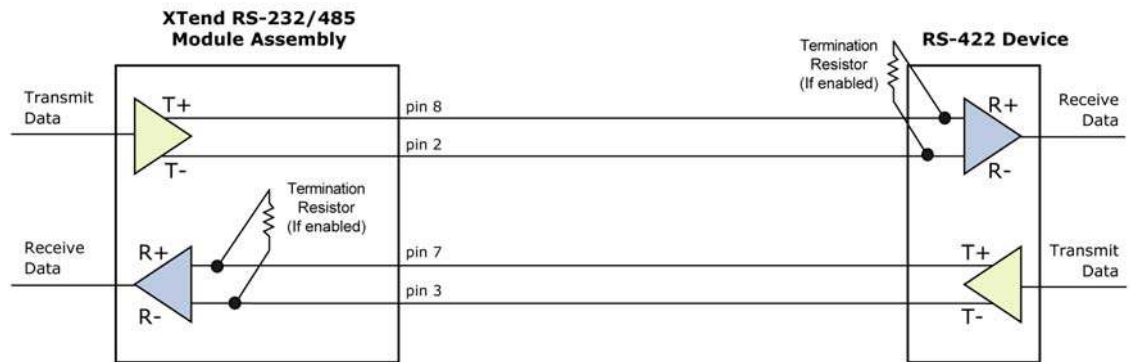 XTend RS-232/485
Module Assembly
RS-422 Device
Termination
Resistor
(If enabled)
Transmit
Data
T+
T-
pin 8
pin 2
R+
R-
Receive
Data
Termination
Resistor
(If enabled)
Receive
Data
R+
R-
pin 7
pin 3
T+
T-
Transmit
Data